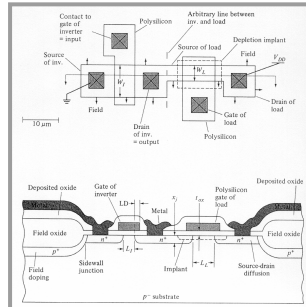 Contact to
gate of
inverter
= input
Polysilicon
Arbitrary line between
inv. and load
Source of load
Depletion implant
Field
Source
of inv.
W_I
W_L
V_DD
Field
Drain
of inv.
= output
Gate of
load
Drain of
load
Polysilicon
10 μm
Deposited oxide
Metal
Gate of
inverter
LD
Metal
x_j
t_ox
Polysilicon
gate of
load
Deposited oxide
Metal
Field oxide
n+
n+
n+
Field oxide
p+
p+
Field
doping
Sidewall
junction
L_I
Implant
L_L
Source-drain
diffusion
p− substrate